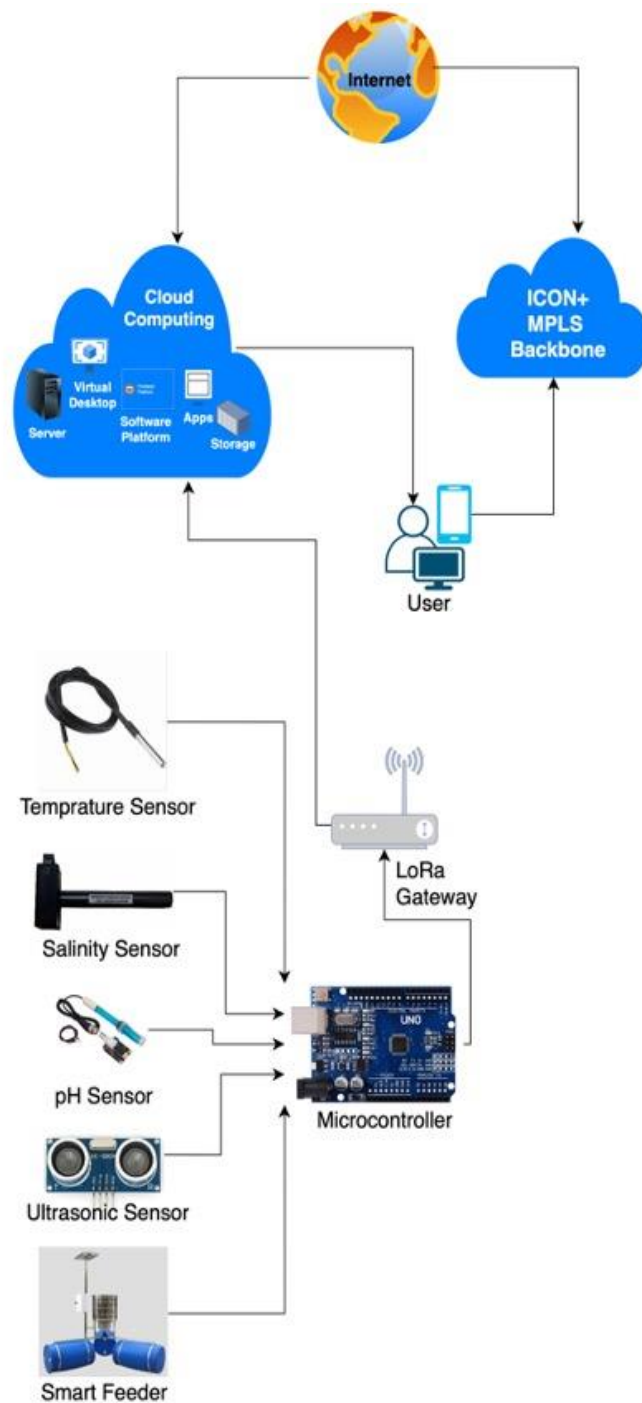 Internet
Cloud
Computing
ICON+
MPLS
Backbone
Virtual
Desktop
Server
Software
Platform
Apps
Storage
User
Temprature Sensor
LoRa
Gateway
Salinity Sensor
UNO
pH Sensor
Microcontroller
Ultrasonic Sensor
Smart Feeder